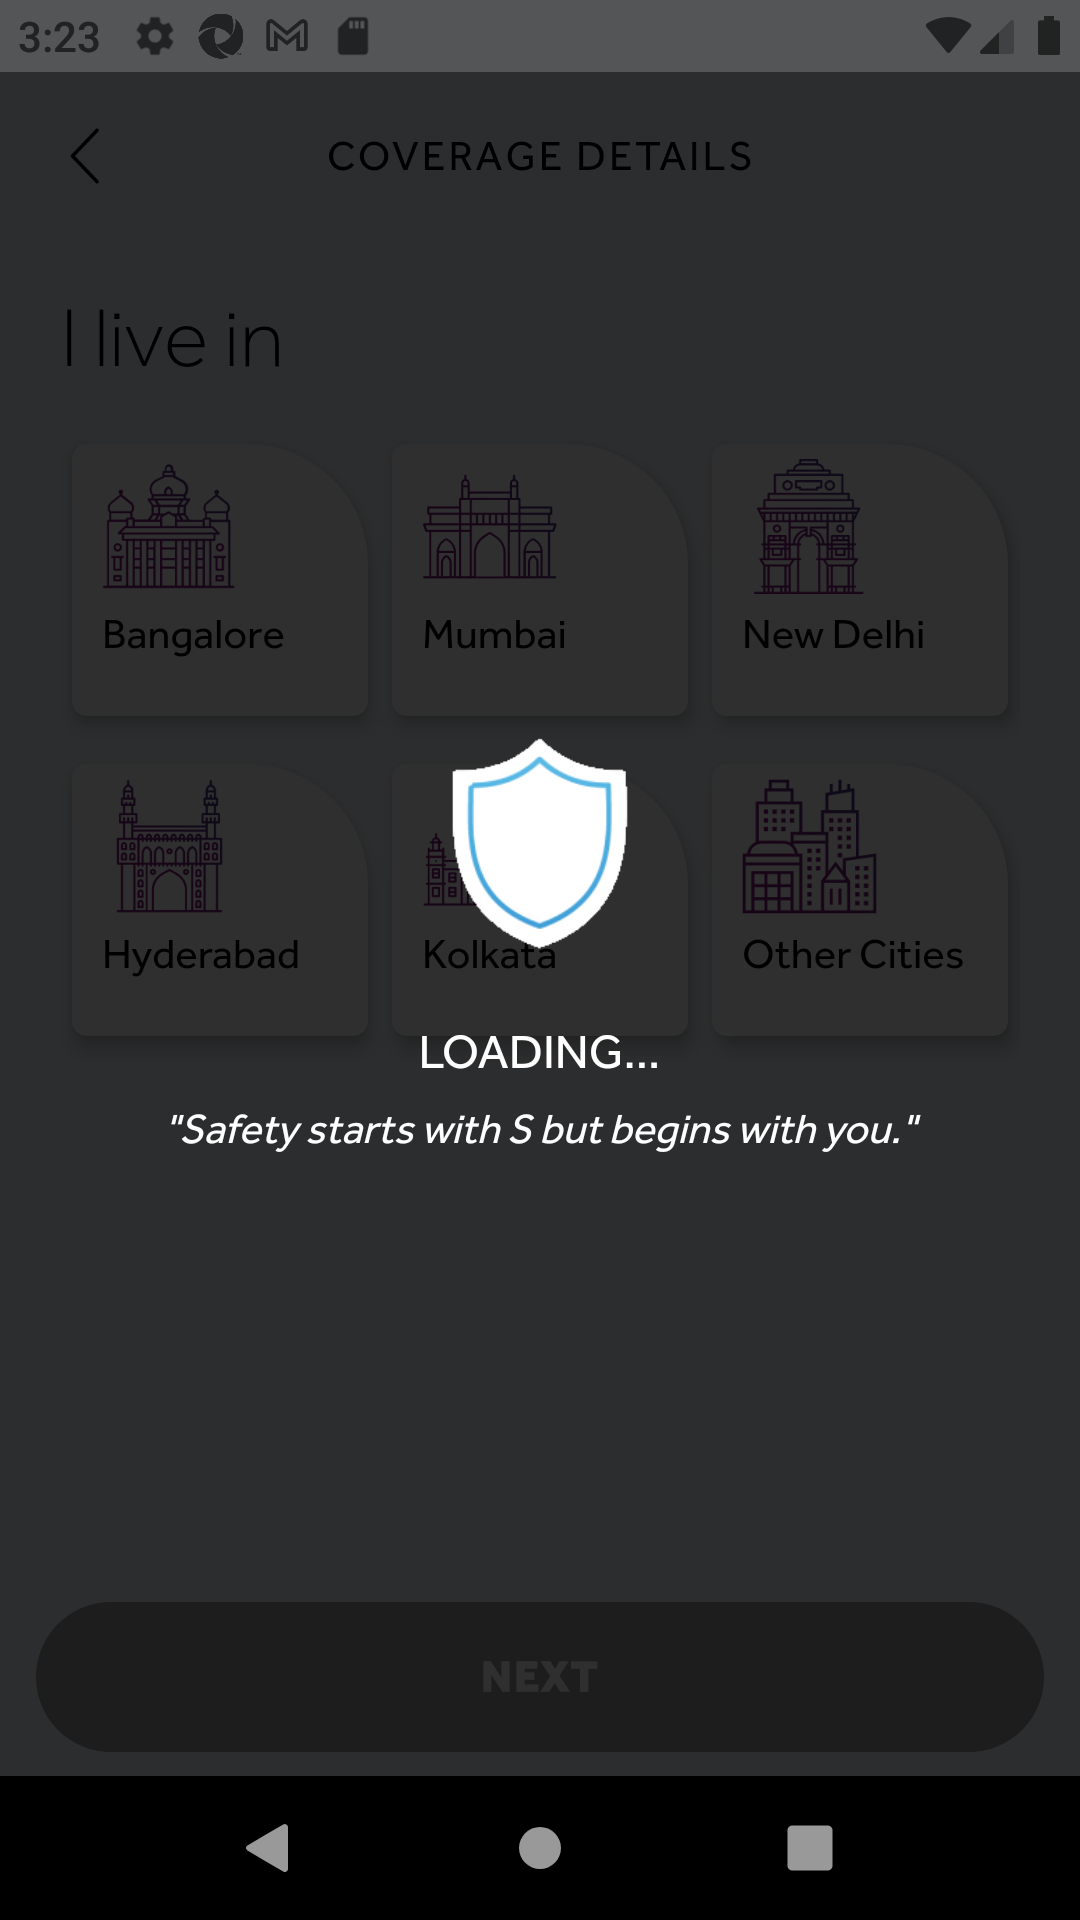 3:23
COVERAGE DETAILS
I live in
Bangalore
Mumbai
New Delhi
Hyderabad
Kolkata
Other Cities
LOADING...
"Safety starts with S but begins with you."
NEXT